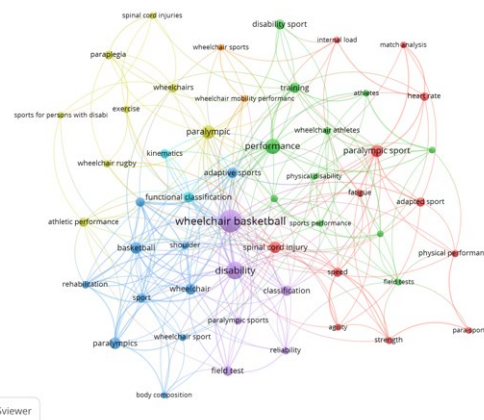 spinal cord injuries
disability sport
internal load
match analysis
wheelchair sports
paraplegia
wheelchairs
training
wheelchair mobility performanc
athletes
heart rate
exercise
sports for persons with disabi
paralympic
wheelchair athletes
performance
paralympic sport
kinematics
wheelchair rugby
adaptive sports
physical disability
functional classification
fatigue
adapted sport
athletic performance
wheelchair basketball
sports performance
basketball
shoulder
spinal cord injury
physical performan
disability
speed
rehabilitation
wheelchair
classification
field tests
sport
paralympic sports
agility
parasport
paralympics
wheelchair sport
strength
reliability
field test
body composition
sviewer